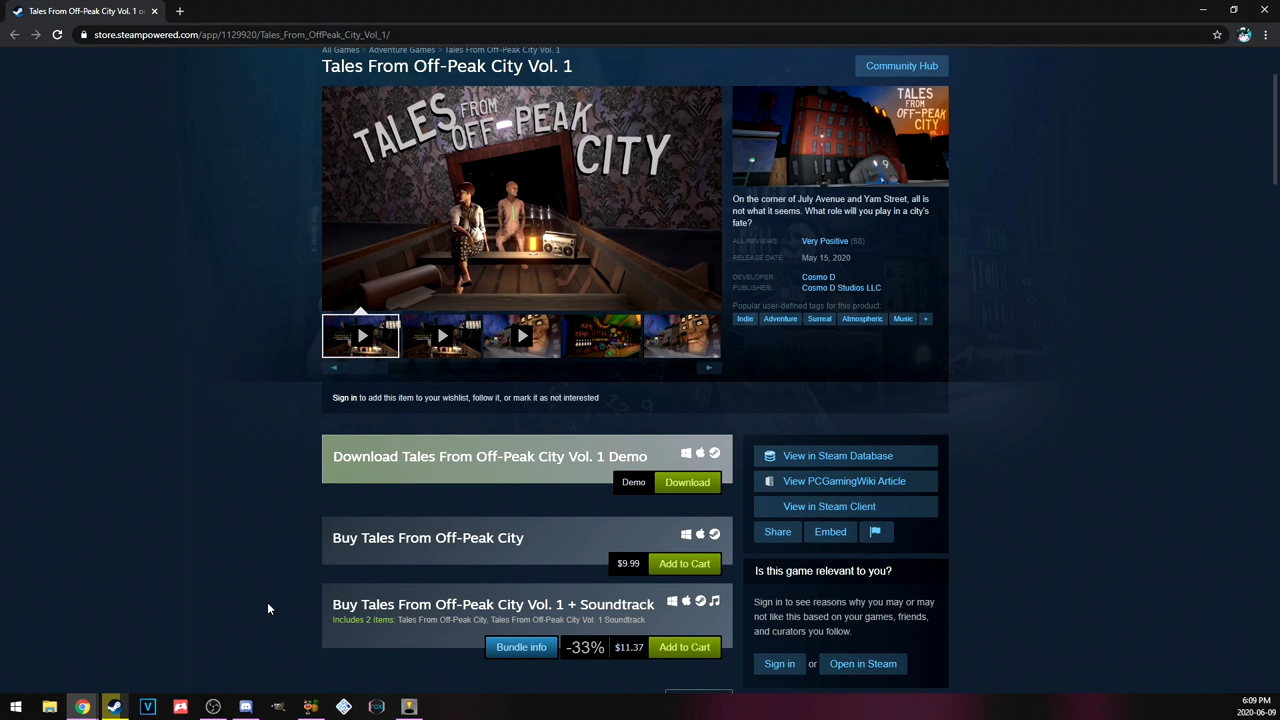 Tales From Off-Peak City Vol. 1 o
store.steampowered.com/app/1129920/Tales_From_OffPeak_City_Vol_1/
All Games > Adventure Games > Tales From Off-Peak City Vol. 1
Tales From Off-Peak City Vol. 1
Community Hub
TALES FROM OFF-PEAK CITY
TALES FROM OFF-PEAK CITY
On the corner of July Avenue and Yam Street, all is
not what it seems. What role will you play in a city's
fate?
ALL REVIEWS: Very Positive (68)
RELEASE DATE: May 15, 2020
DEVELOPER: Cosmo D
PUBLISHER: Cosmo D Studios LLC
Popular user-defined tags for this product:
Indie Adventure Surreal Atmospheric Music +
Sign in to add this item to your wishlist, follow it, or mark it as not interested
Download Tales From Off-Peak City Vol. 1 Demo
Demo Download
Buy Tales From Off-Peak City
$9.99 Add to Cart
Buy Tales From Off-Peak City Vol. 1 + Soundtrack
Includes 2 items: Tales From Off-Peak City, Tales From Off-Peak City Vol. 1 Soundtrack
Bundle info -33% $11.37 Add to Cart
View in Steam Database
View PCGamingWiki Article
View in Steam Client
Share Embed
Is this game relevant to you?
Sign in to see reasons why you may or may
not like this based on your games, friends,
and curators you follow.
Sign in or Open in Steam
6:09 PM
2020-06-09